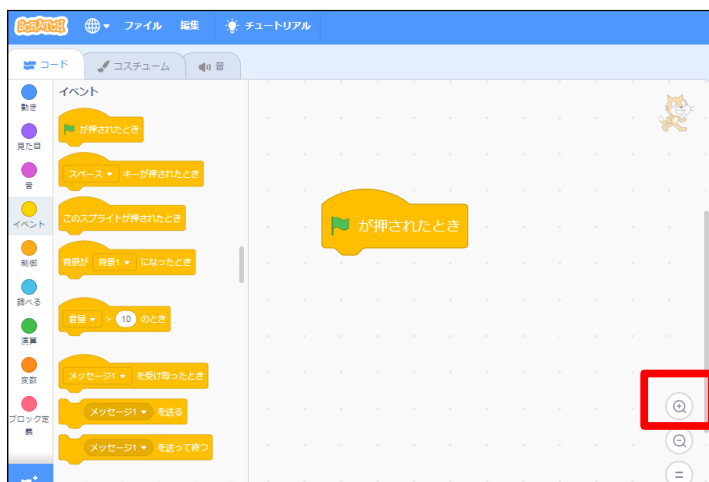 SCRATCH ファイル 編集 チュートリアル
コード コスチューム 音
動き
見た目
音
イベント
制御
調べる
演算
変数
ブロック定
義
イベント
が押されたとき
スペース キーが押されたとき
このスプライトが押されたとき
背景が 背景1 になったとき
音量 > 10 のとき
メッセージ1 を受け取ったとき
メッセージ1 を送る
メッセージ1 を送って待つ
が押されたとき